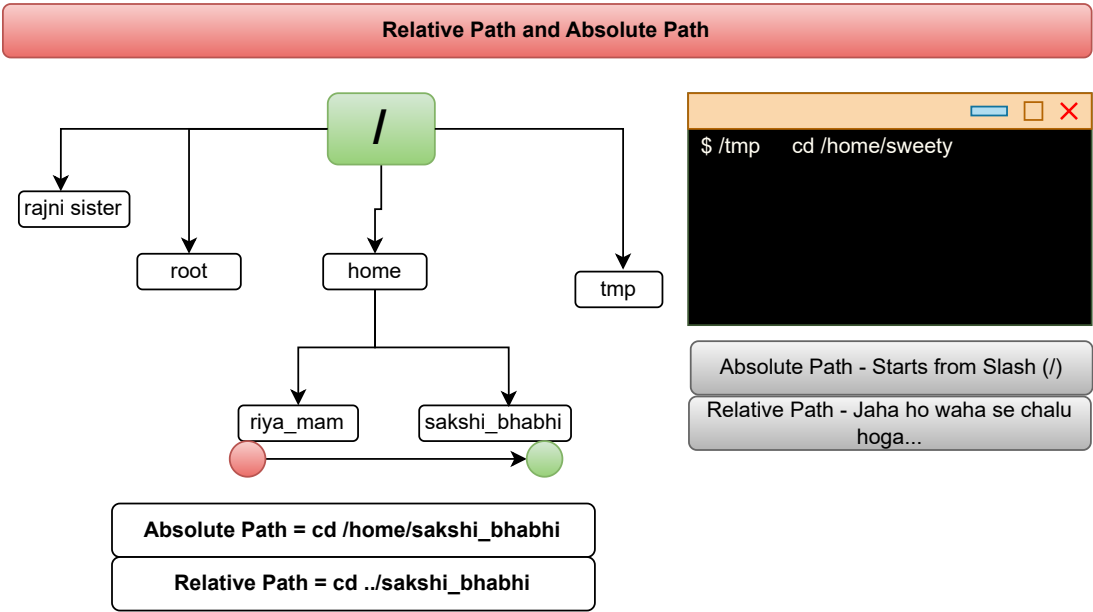 Relative Path and Absolute Path
/
rajni sister
root
home
tmp
riya_mam
sakshi_bhabhi
Absolute Path = cd /home/sakshi_bhabhi
Relative Path = cd ../sakshi_bhabhi
$ /tmp cd /home/sweety
Absolute Path - Starts from Slash (/)
Relative Path - Jaha ho waha se chalu
hoga...